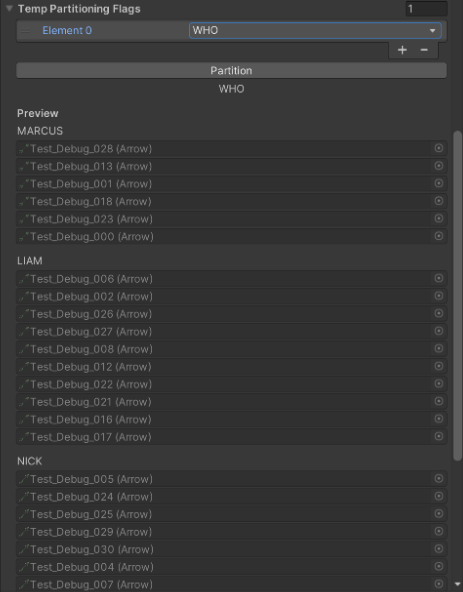 Temp Partitioning Flags 1
Element 0 WHO
+ −
Partition
WHO
Preview
MARCUS
Test_Debug_028 (Arrow)
Test_Debug_013 (Arrow)
Test_Debug_001 (Arrow)
Test_Debug_018 (Arrow)
Test_Debug_023 (Arrow)
Test_Debug_000 (Arrow)
LIAM
Test_Debug_006 (Arrow)
Test_Debug_002 (Arrow)
Test_Debug_026 (Arrow)
Test_Debug_027 (Arrow)
Test_Debug_008 (Arrow)
Test_Debug_012 (Arrow)
Test_Debug_022 (Arrow)
Test_Debug_021 (Arrow)
Test_Debug_016 (Arrow)
Test_Debug_017 (Arrow)
NICK
Test_Debug_005 (Arrow)
Test_Debug_024 (Arrow)
Test_Debug_025 (Arrow)
Test_Debug_029 (Arrow)
Test_Debug_030 (Arrow)
Test_Debug_004 (Arrow)
Test_Debug_007 (Arrow)